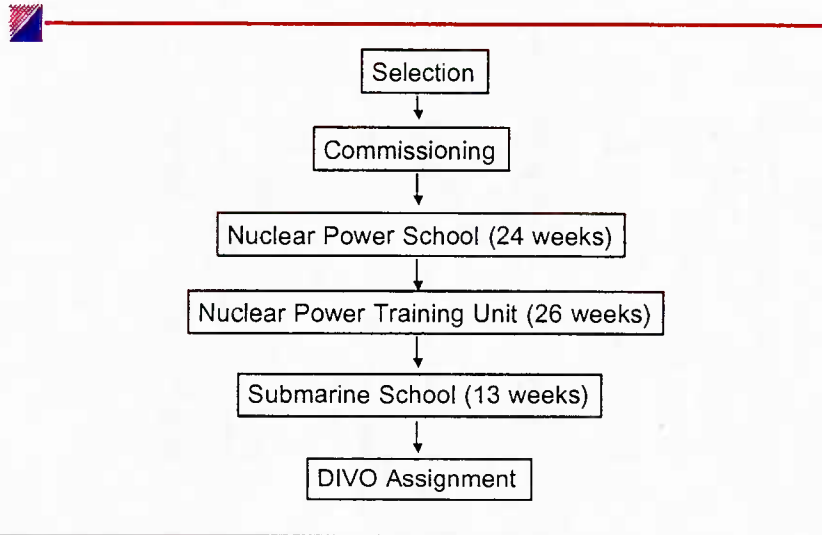 Selection
Commissioning
Nuclear Power School (24 weeks)
Nuclear Power Training Unit (26 weeks)
Submarine School (13 weeks)
DIVO Assignment